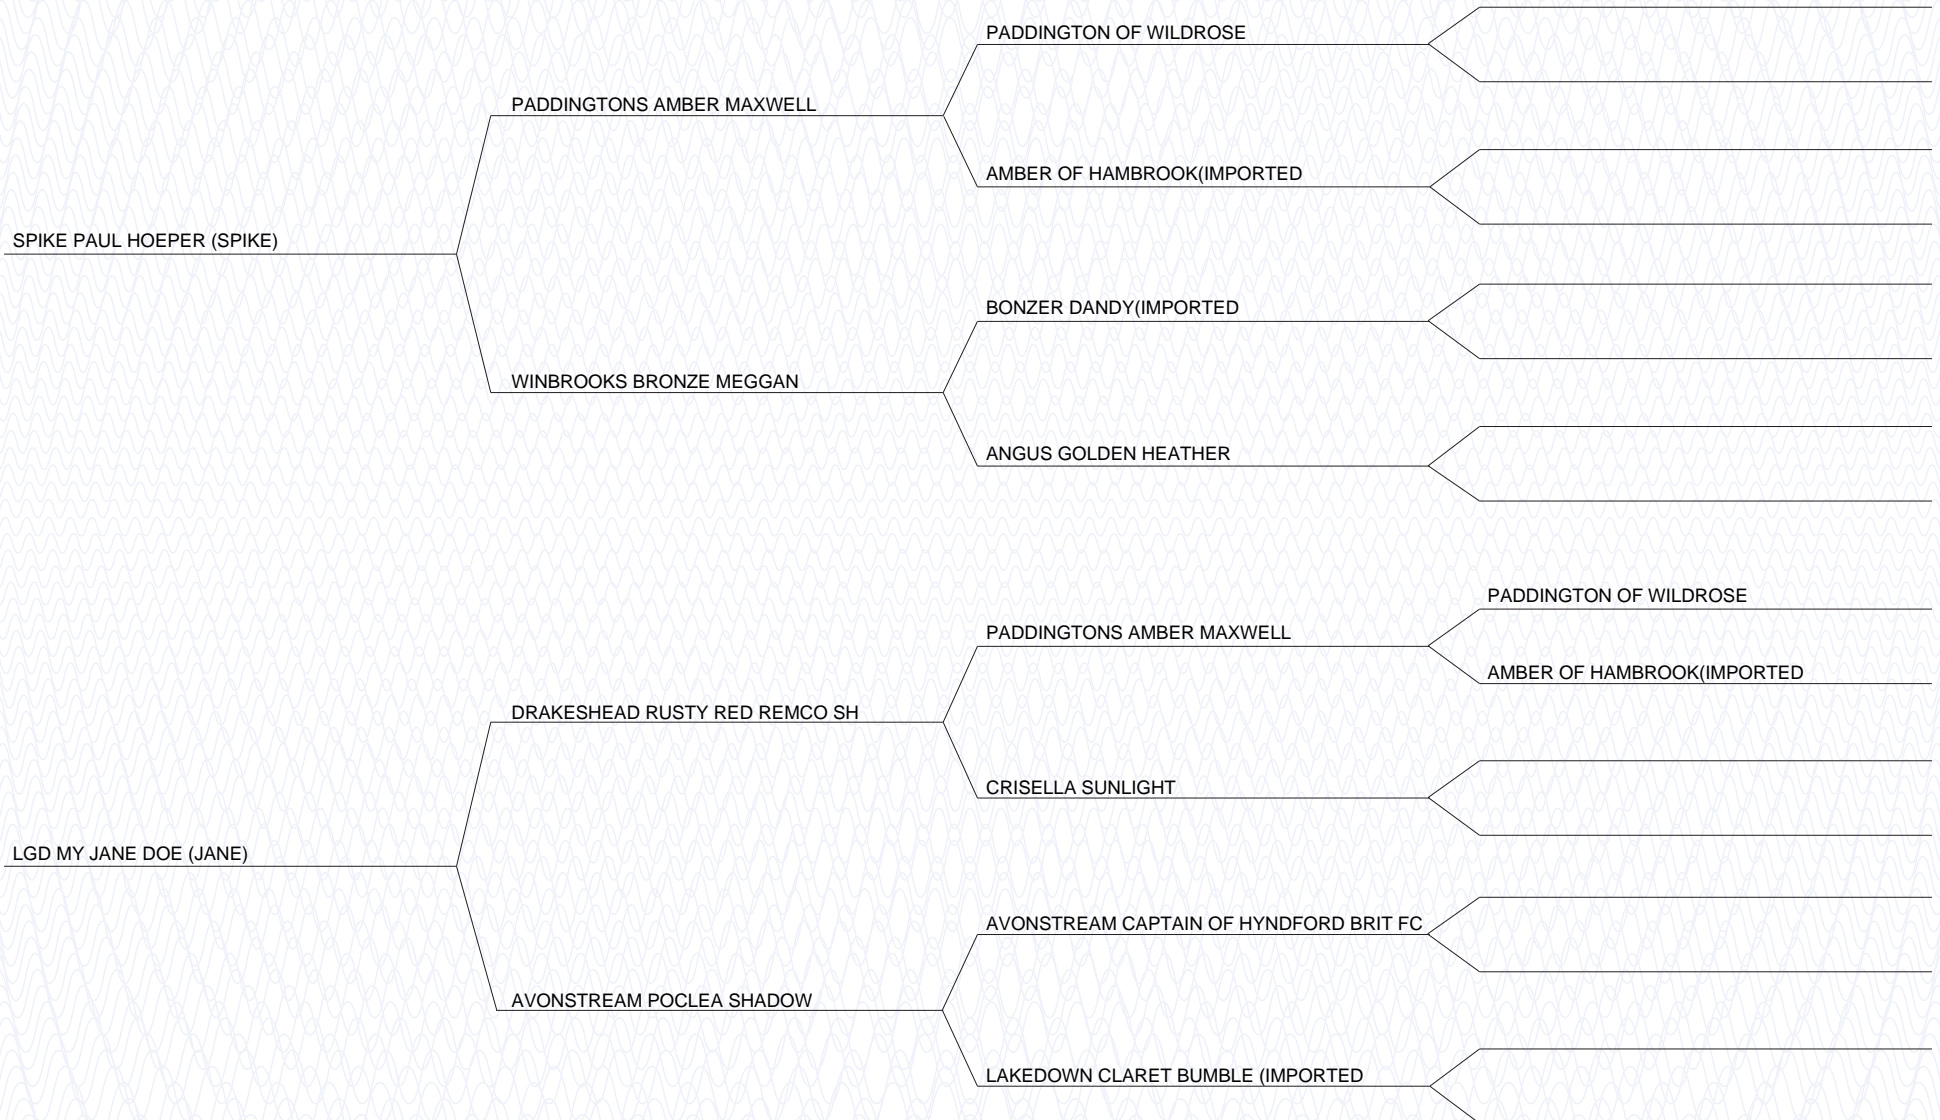 PADDINGTON OF WILDROSE
PADDINGTONS AMBER MAXWELL
AMBER OF HAMBROOK(IMPORTED
SPIKE PAUL HOEPER (SPIKE)
BONZER DANDY(IMPORTED
WINBROOKS BRONZE MEGGAN
ANGUS GOLDEN HEATHER
PADDINGTON OF WILDROSE
PADDINGTONS AMBER MAXWELL
AMBER OF HAMBROOK(IMPORTED
DRAKESHEAD RUSTY RED REMCO SH
CRISELLA SUNLIGHT
LGD MY JANE DOE (JANE)
AVONSTREAM CAPTAIN OF HYNDFORD BRIT FC
AVONSTREAM POCLEA SHADOW
LAKEDOWN CLARET BUMBLE (IMPORTED